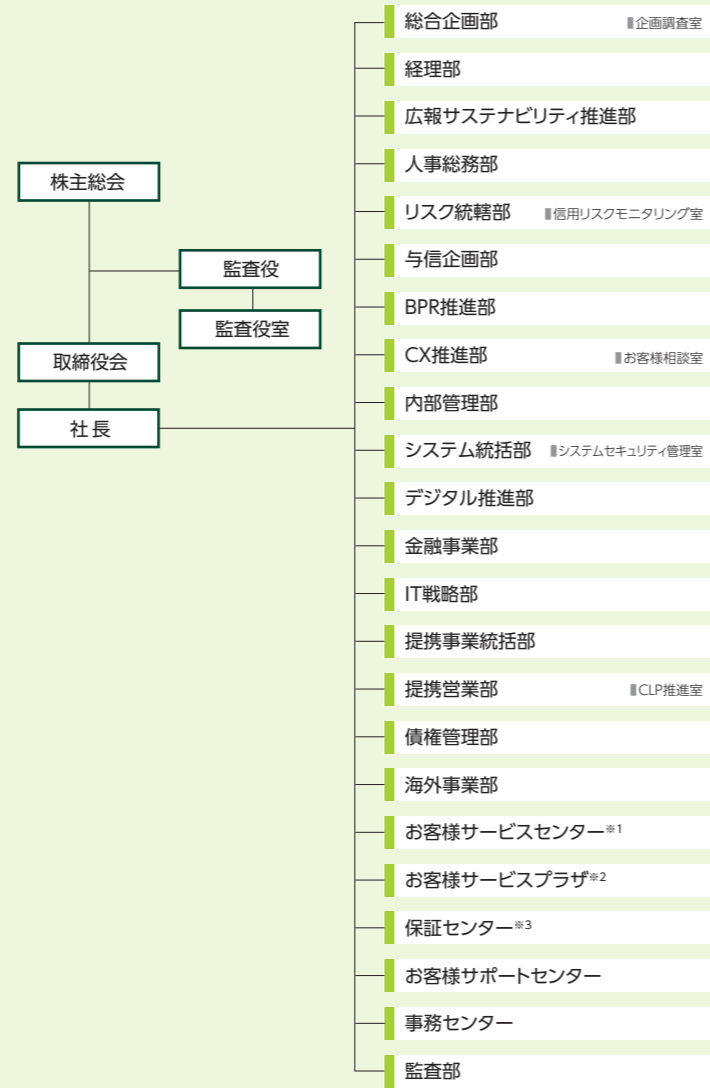 株主総会
監査役
監査役室
取締役会
社長
総合企画部 企画調査室
経理部
広報サステナビリティ推進部
人事総務部
リスク統轄部 信用リスクモニタリング室
与信企画部
BPR推進部
CX推進部 お客様相談室
内部管理部
システム統括部 システムセキュリティ管理室
デジタル推進部
金融事業部
IT戦略部
提携事業統括部
提携営業部 CLP推進室
債権管理部
海外事業部
お客様サービスセンター※1
お客様サービスプラザ※2
保証センター※3
お客様サポートセンター
事務センター
監査部